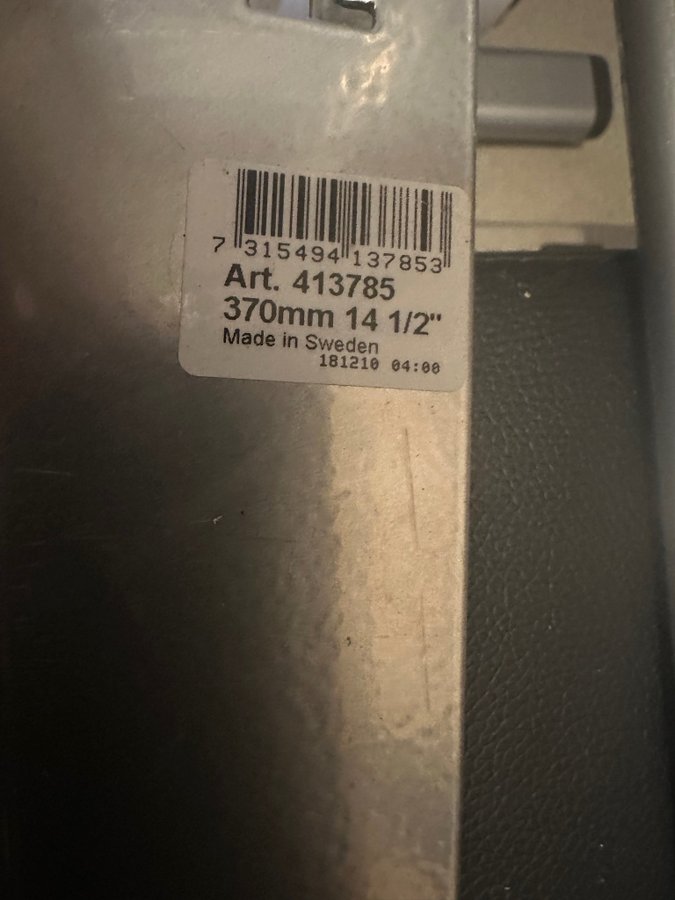 7 315494 137853
Art. 413785
370mm 14 1/2"
Made in Sweden
181210 04:00